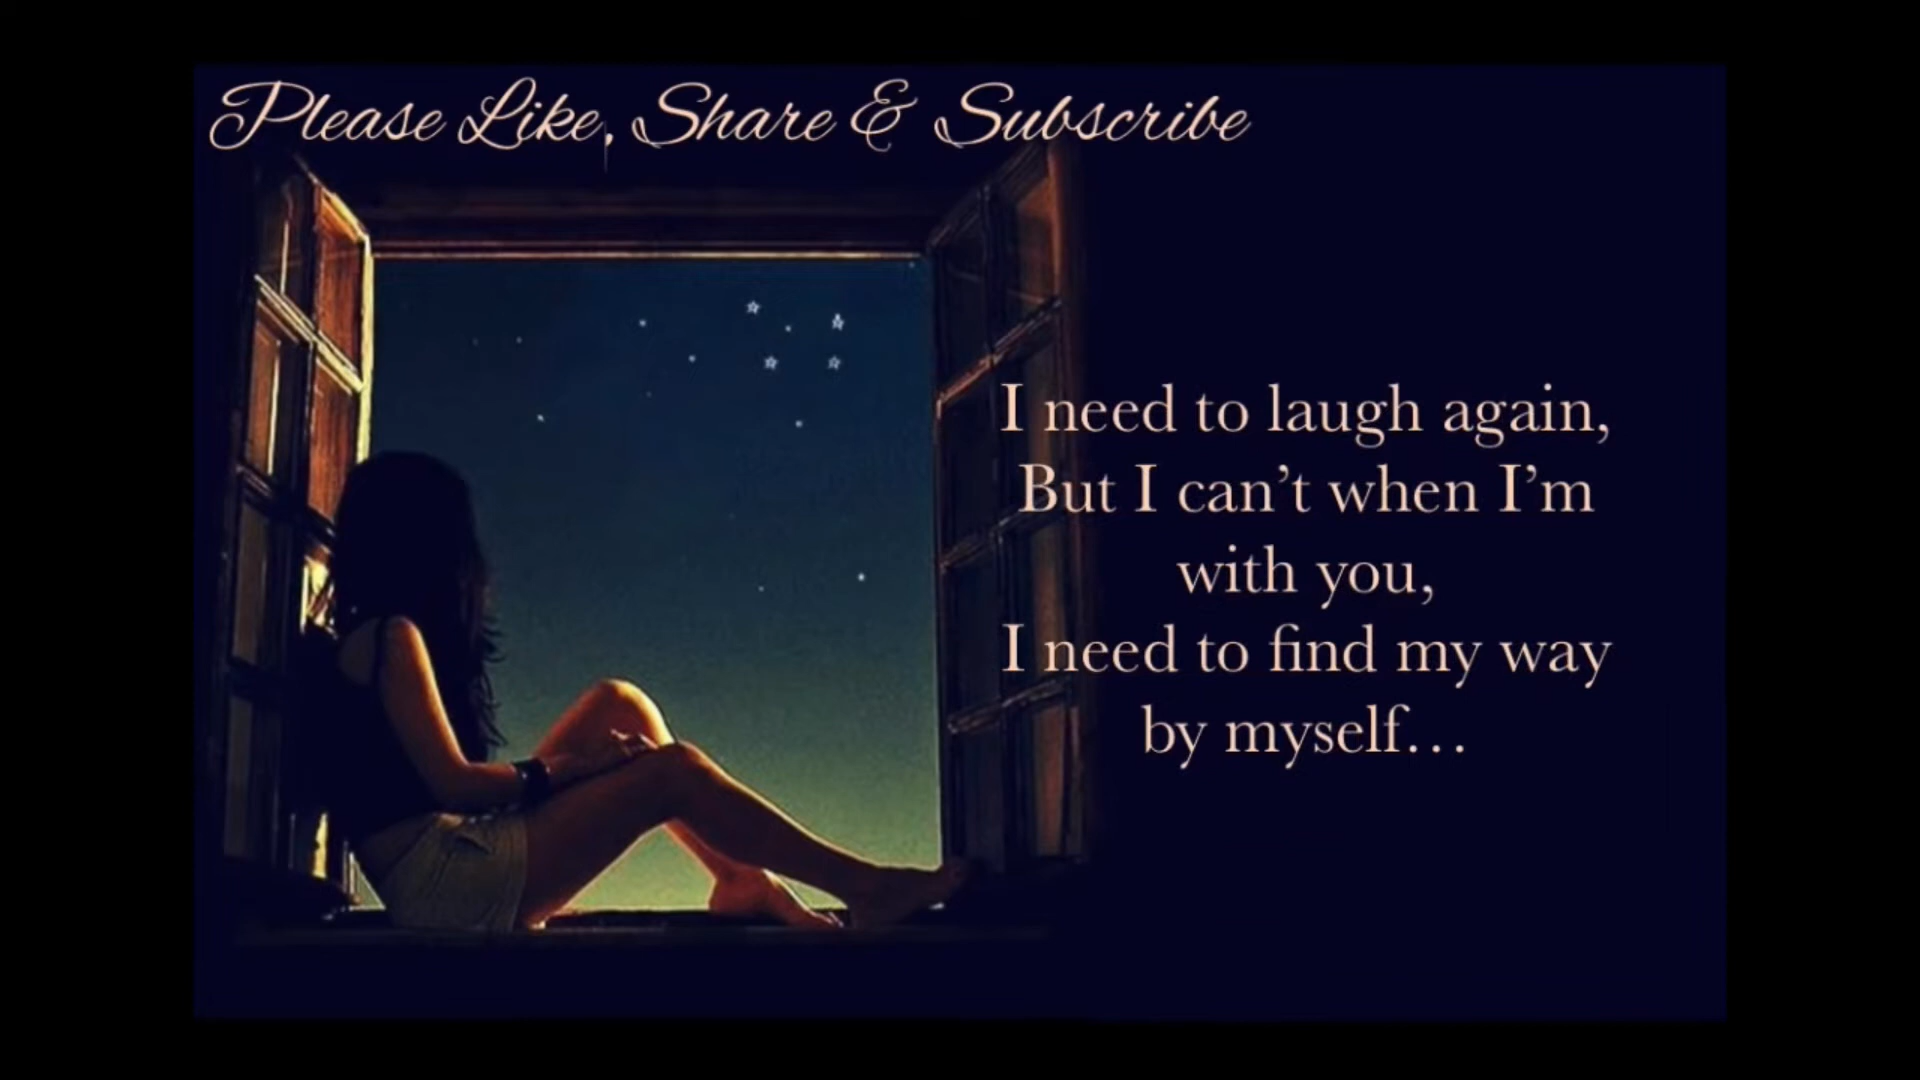 Please Like, Share & Subscribe
I need to laugh again,
But I can’t when I’m
with you,
I need to find my way
by myself…